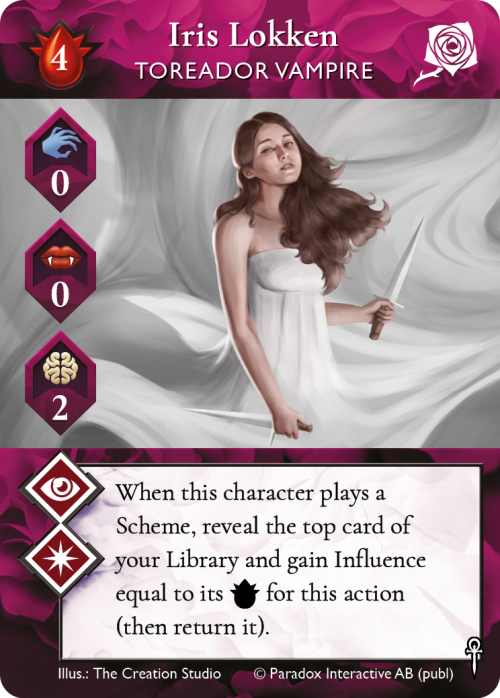 Iris Lokken
4
TOREADOR VAMPIRE
0
0
2
When this character plays a
Scheme, reveal the top card of
your Library and gain Influence
equal to its for this action
(then return it).
Illus.: The Creation Studio © Paradox Interactive AB (publ)